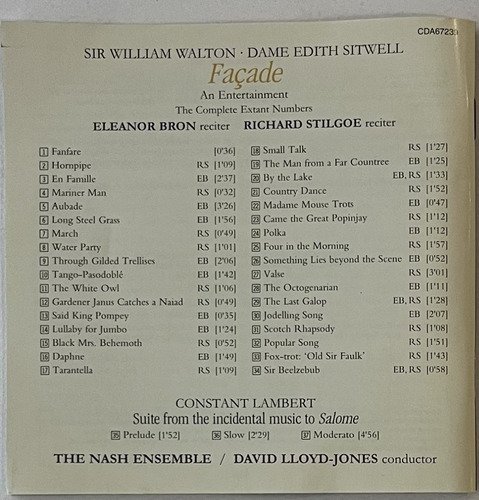 CDA67239
SIR WILLIAM WALTON · DAME EDITH SITWELL
Façade
An Entertainment
The Complete Extant Numbers
ELEANOR BRON reciter RICHARD STILGOE reciter
1 Fanfare [0'36]
2 Hornpipe RS [1'09]
3 En Famille EB [2'37]
4 Mariner Man RS [0'32]
5 Aubade EB [3'26]
6 Long Steel Grass EB [1'56]
7 March RS [0'49]
8 Water Party RS [1'01]
9 Through Gilded Trellises EB [2'06]
10 Tango–Pasodoblé EB [1'42]
11 The White Owl RS [1'06]
12 Gardener Janus Catches a Naiad RS [0'49]
13 Said King Pompey EB [0'35]
14 Lullaby for Jumbo EB [1'24]
15 Black Mrs. Behemoth RS [0'52]
16 Daphne EB [1'49]
17 Tarantella RS [1'09]
18 Small Talk RS [1'27]
19 The Man from a Far Countree EB [1'25]
20 By the Lake EB, RS [1'33]
21 Country Dance RS [1'52]
22 Madame Mouse Trots EB [0'47]
23 Came the Great Popinjay RS [1'12]
24 Polka EB [1'12]
25 Four in the Morning RS [1'57]
26 Something Lies beyond the Scene EB [0'52]
27 Valse RS [3'01]
28 The Octogenarian EB [1'11]
29 The Last Galop EB, RS [1'28]
30 Jodelling Song EB [2'07]
31 Scotch Rhapsody RS [1'08]
32 Popular Song RS [1'51]
33 Fox-trot: 'Old Sir Faulk' RS [1'43]
34 Sir Beelzebub EB, RS [0'58]
CONSTANT LAMBERT
Suite from the incidental music to Salome
35 Prelude [1'52] 36 Slow [2'29] 37 Moderato [4'56]
THE NASH ENSEMBLE / DAVID LLOYD-JONES conductor